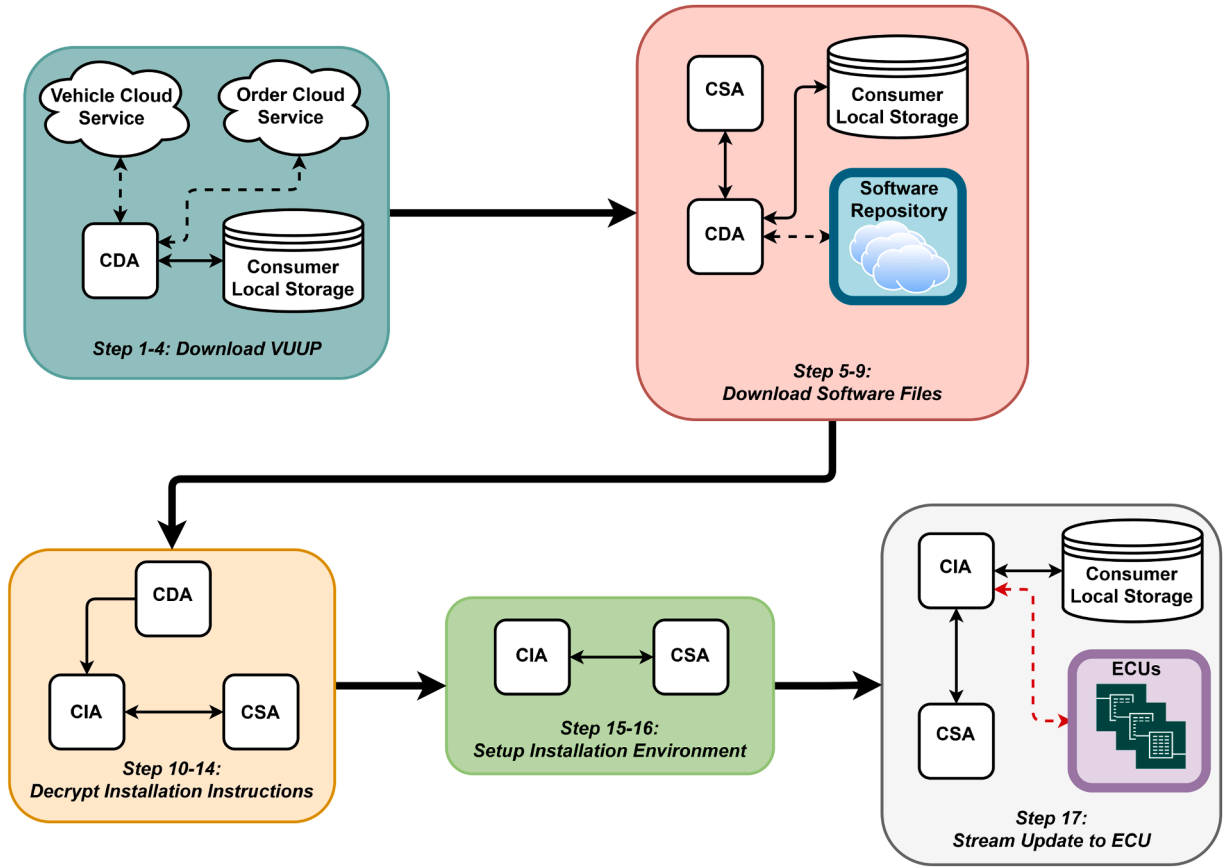 Vehicle Cloud
Service
Order Cloud
Service
CDA
Consumer
Local Storage
Step 1-4: Download VUUP
CSA
Consumer
Local Storage
CDA
Software
Repository
Step 5-9:
Download Software Files
CDA
CIA
CSA
Step 10-14:
Decrypt Installation Instructions
CIA
CSA
Step 15-16:
Setup Installation Environment
CIA
Consumer
Local Storage
ECUs
CSA
Step 17:
Stream Update to ECU